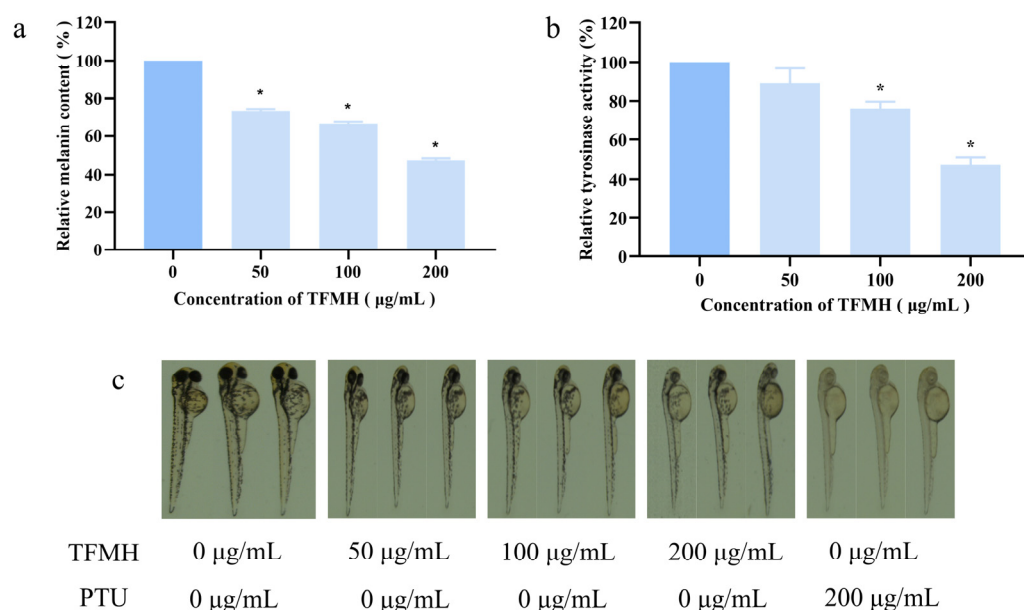 a
Relative melanin content ( % )
120
100
80
60
40
20
0
*
*
*
0 50 100 200
Concentration of TFMH ( μg/mL )
b
Relative tyrosinase activity (%)
120
100
80
60
40
20
0
*
*
0 50 100 200
Concentration of TFMH ( μg/mL )
c
TFMH 0 μg/mL 50 μg/mL 100 μg/mL 200 μg/mL 0 μg/mL
PTU 0 μg/mL 0 μg/mL 0 μg/mL 0 μg/mL 200 μg/mL